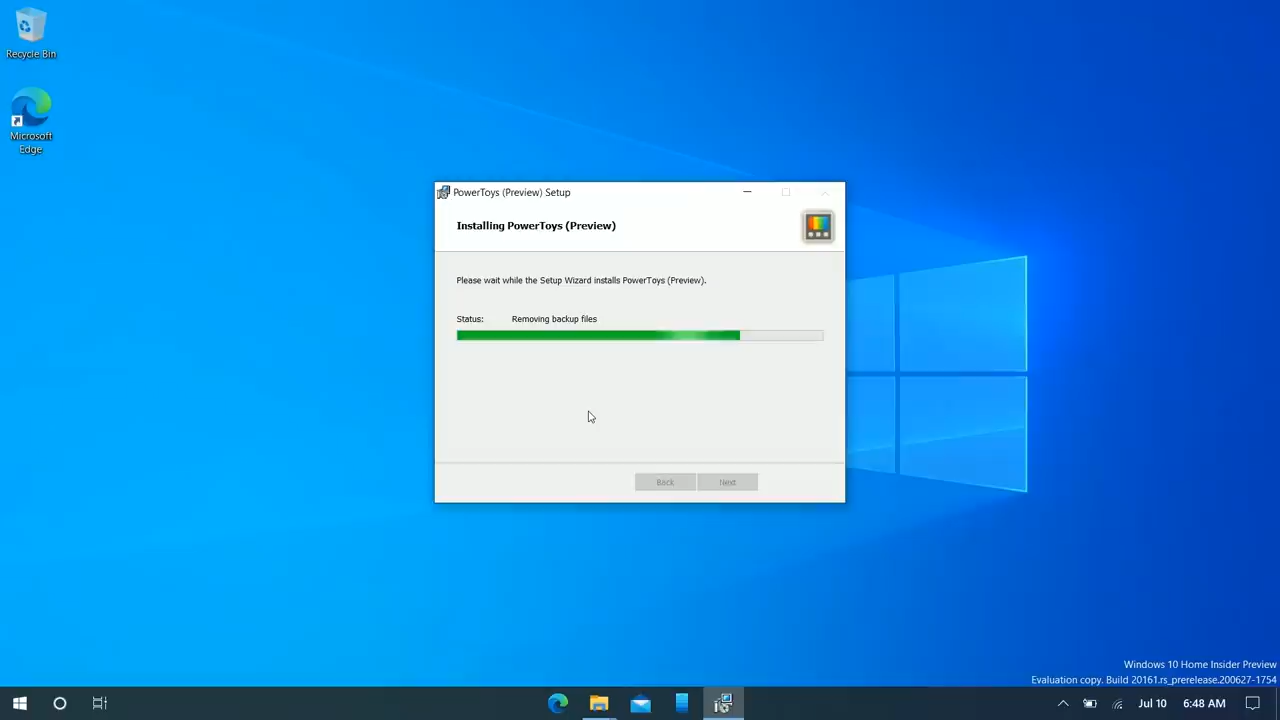 Recycle Bin
Microsoft
Edge
PowerToys (Preview) Setup
Installing PowerToys (Preview)
Please wait while the Setup Wizard installs PowerToys (Preview).
Status: Removing backup files
Back Next
Windows 10 Home Insider Preview
Evaluation copy. Build 20161.rs_prerelease.200627-1754
Jul 10 6:48 AM